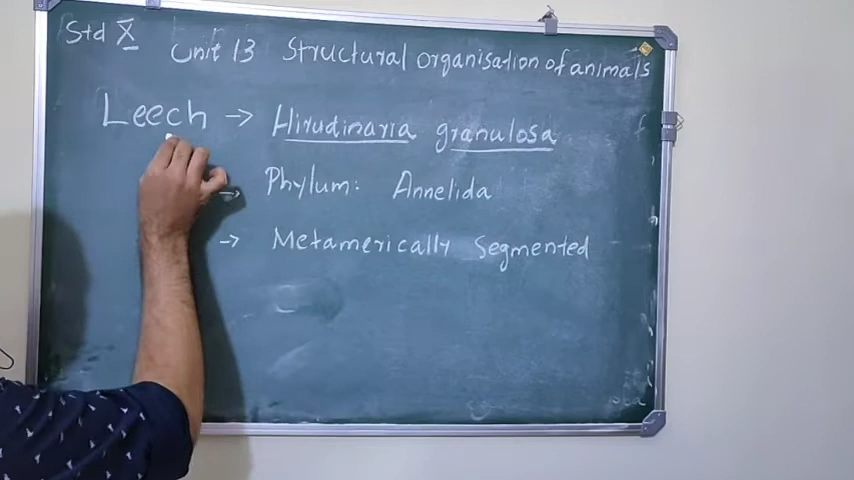 Std X Unit 13 Structural organisation of animals
Leech → Hirudinaria granulosa
→ Phylum: Annelida
→ Metamerically Segmented